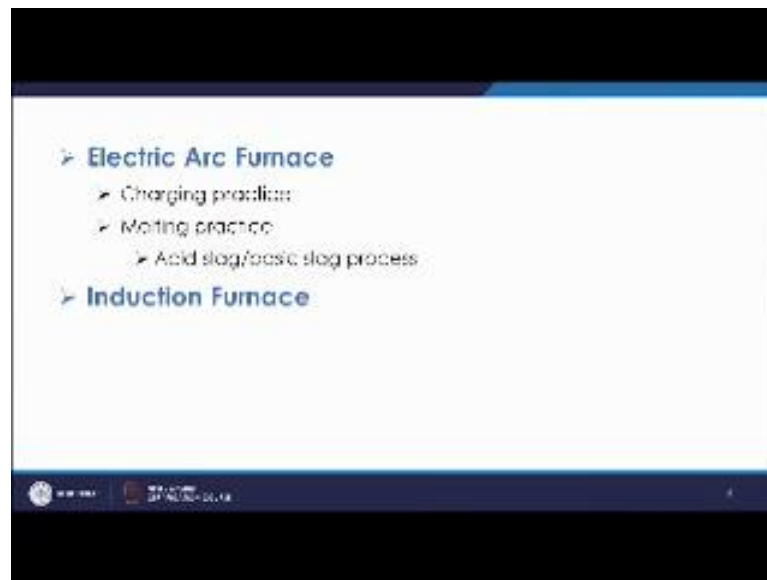 Electric Arc Furnace
Charging practice
Melting practice
Acid slag/basic slag process
Induction Furnace